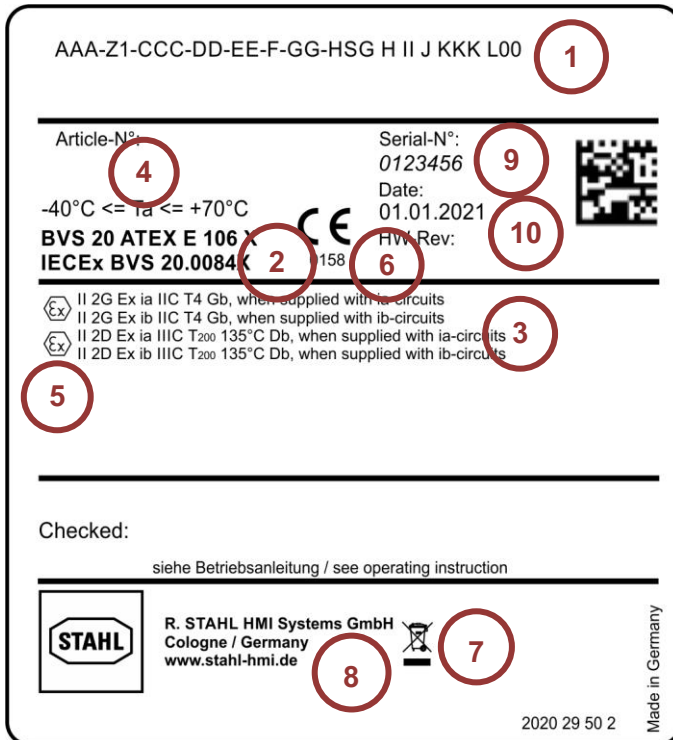 AAA-Z1-CCC-DD-EE-F-GG-HSG H II J KKK L00
1
Article-N°:
4
Serial-N°:
0123456
9
Date:
01.01.2021
10
HW-Rev:
-40°C <= Ta <= +70°C
BVS 20 ATEX E 106 X
IECEx BVS 20.0084X
2
CE
0158
6
Ex II 2G Ex ia IIC T4 Gb, when supplied with ia-circuits
II 2G Ex ib IIC T4 Gb, when supplied with ib-circuits
Ex II 2D Ex ia IIIC T200 135°C Db, when supplied with ia-circuits
II 2D Ex ib IIIC T200 135°C Db, when supplied with ib-circuits
3
5
Checked:
siehe Betriebsanleitung / see operating instruction
STAHL
R. STAHL HMI Systems GmbH
Cologne / Germany
www.stahl-hmi.de
8
7
2020 29 50 2
Made in Germany